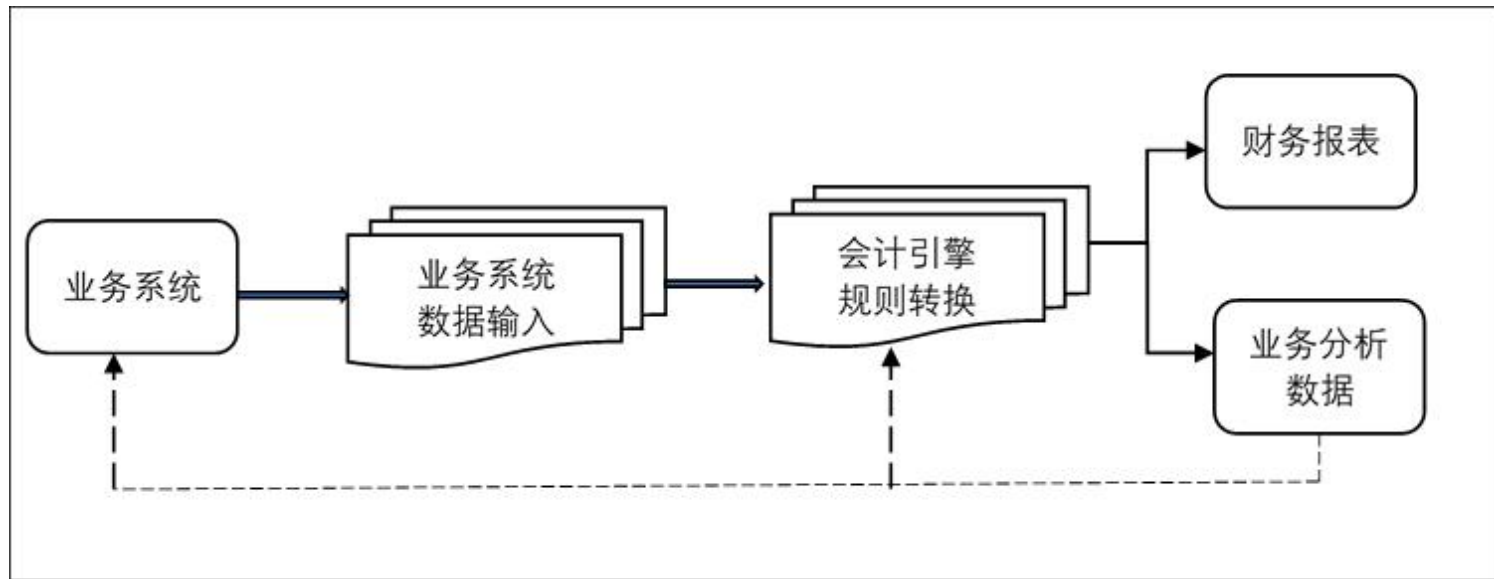 业务系统
业务系统
数据输入
会计引擎
规则转换
财务报表
业务分析
数据